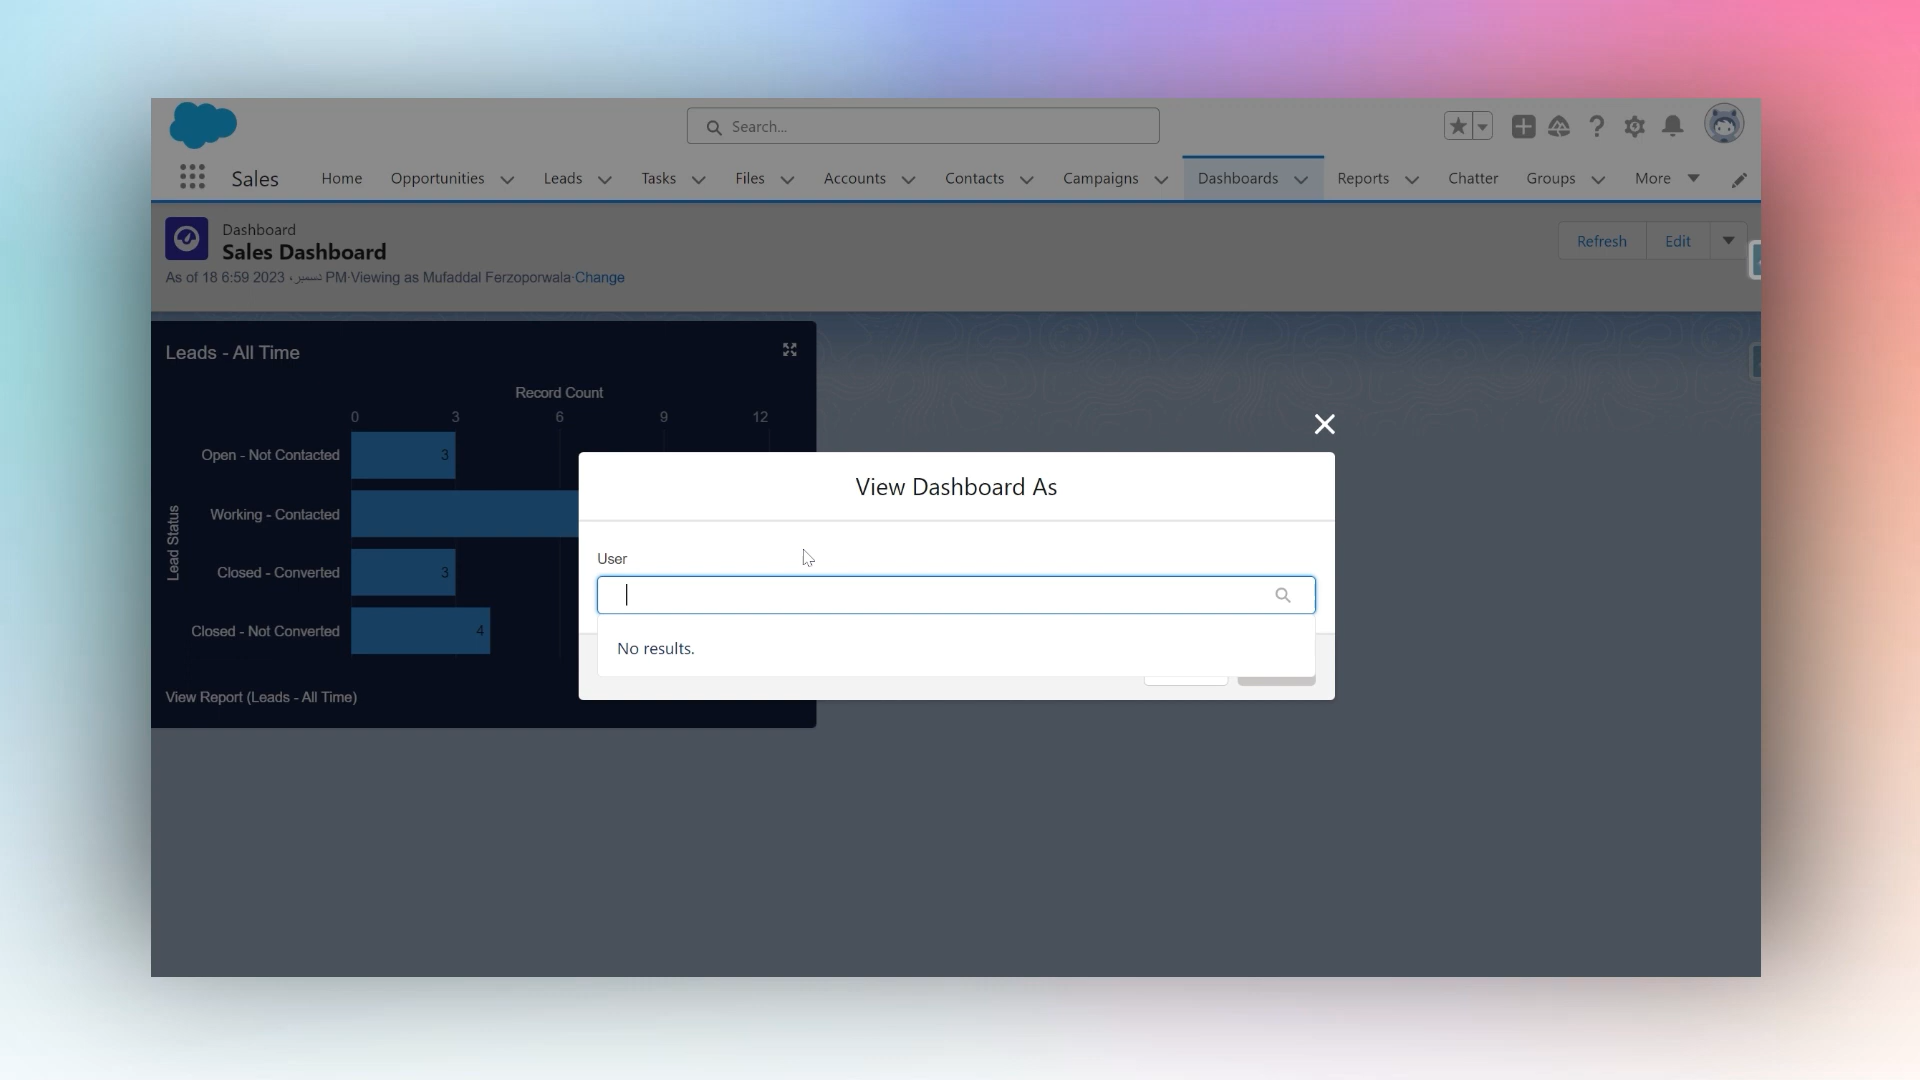 Search...
Sales
Home
Opportunities
Leads
Tasks
Files
Accounts
Contacts
Campaigns
Dashboards
Reports
Chatter
Groups
More
Dashboard
Sales Dashboard
As of 18 دسمبر، 2023 6:59 PM·Viewing as Mufaddal Ferzoporwala·Change
Refresh
Edit
Leads - All Time
Record Count
0 3 6 9 12
Lead Status
Open - Not Contacted 3
Working - Contacted
Closed - Converted 3
Closed - Not Converted 4
View Report (Leads - All Time)
View Dashboard As
User
No results.